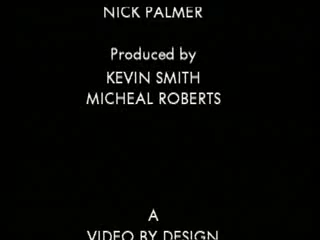 NICK PALMER
Produced by
KEVIN SMITH
MICHEAL ROBERTS
A
VIDEO BY DESIGN